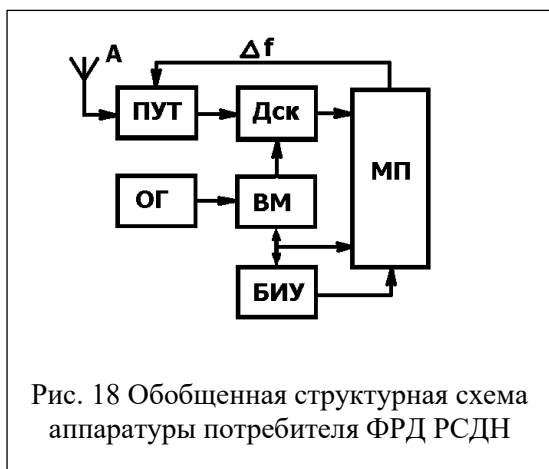 Δf
А
ПУТ
Дск
МП
ОГ
ВМ
БИУ
Рис. 18 Обобщенная структурная схема
аппаратуры потребителя ФРД РСДН